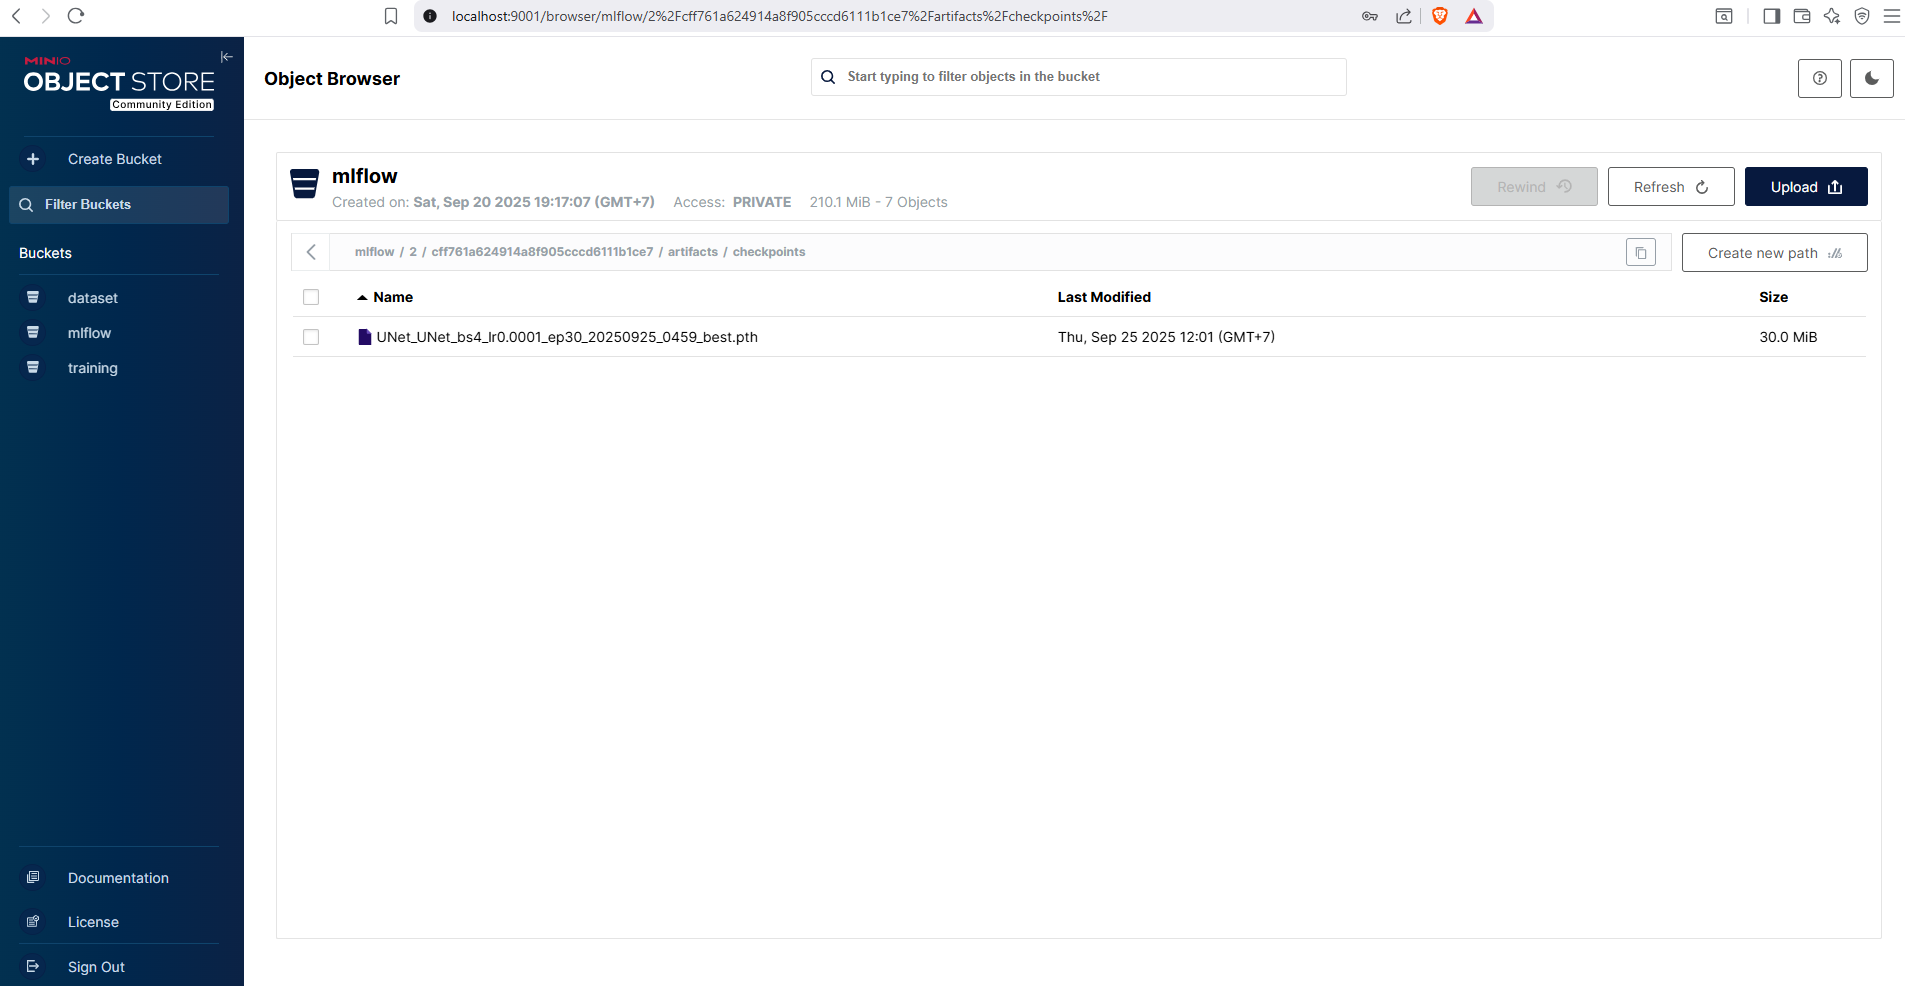 localhost:9001/browser/mlflow/2%2Fcff761a624914a8f905cccd6111b1ce7%2Fartifacts%2Fcheckpoints%2F
MINIO
OBJECT STORE
Community Edition
Create Bucket
Filter Buckets
Buckets
dataset
mlflow
training
Documentation
License
Sign Out
Object Browser
Start typing to filter objects in the bucket
mlflow
Created on: Sat, Sep 20 2025 19:17:07 (GMT+7) Access: PRIVATE 210.1 MiB - 7 Objects
Rewind
Refresh
Upload
mlflow / 2 / cff761a624914a8f905cccd6111b1ce7 / artifacts / checkpoints
Create new path
Name Last Modified Size
UNet_UNet_bs4_lr0.0001_ep30_20250925_0459_best.pth Thu, Sep 25 2025 12:01 (GMT+7) 30.0 MiB